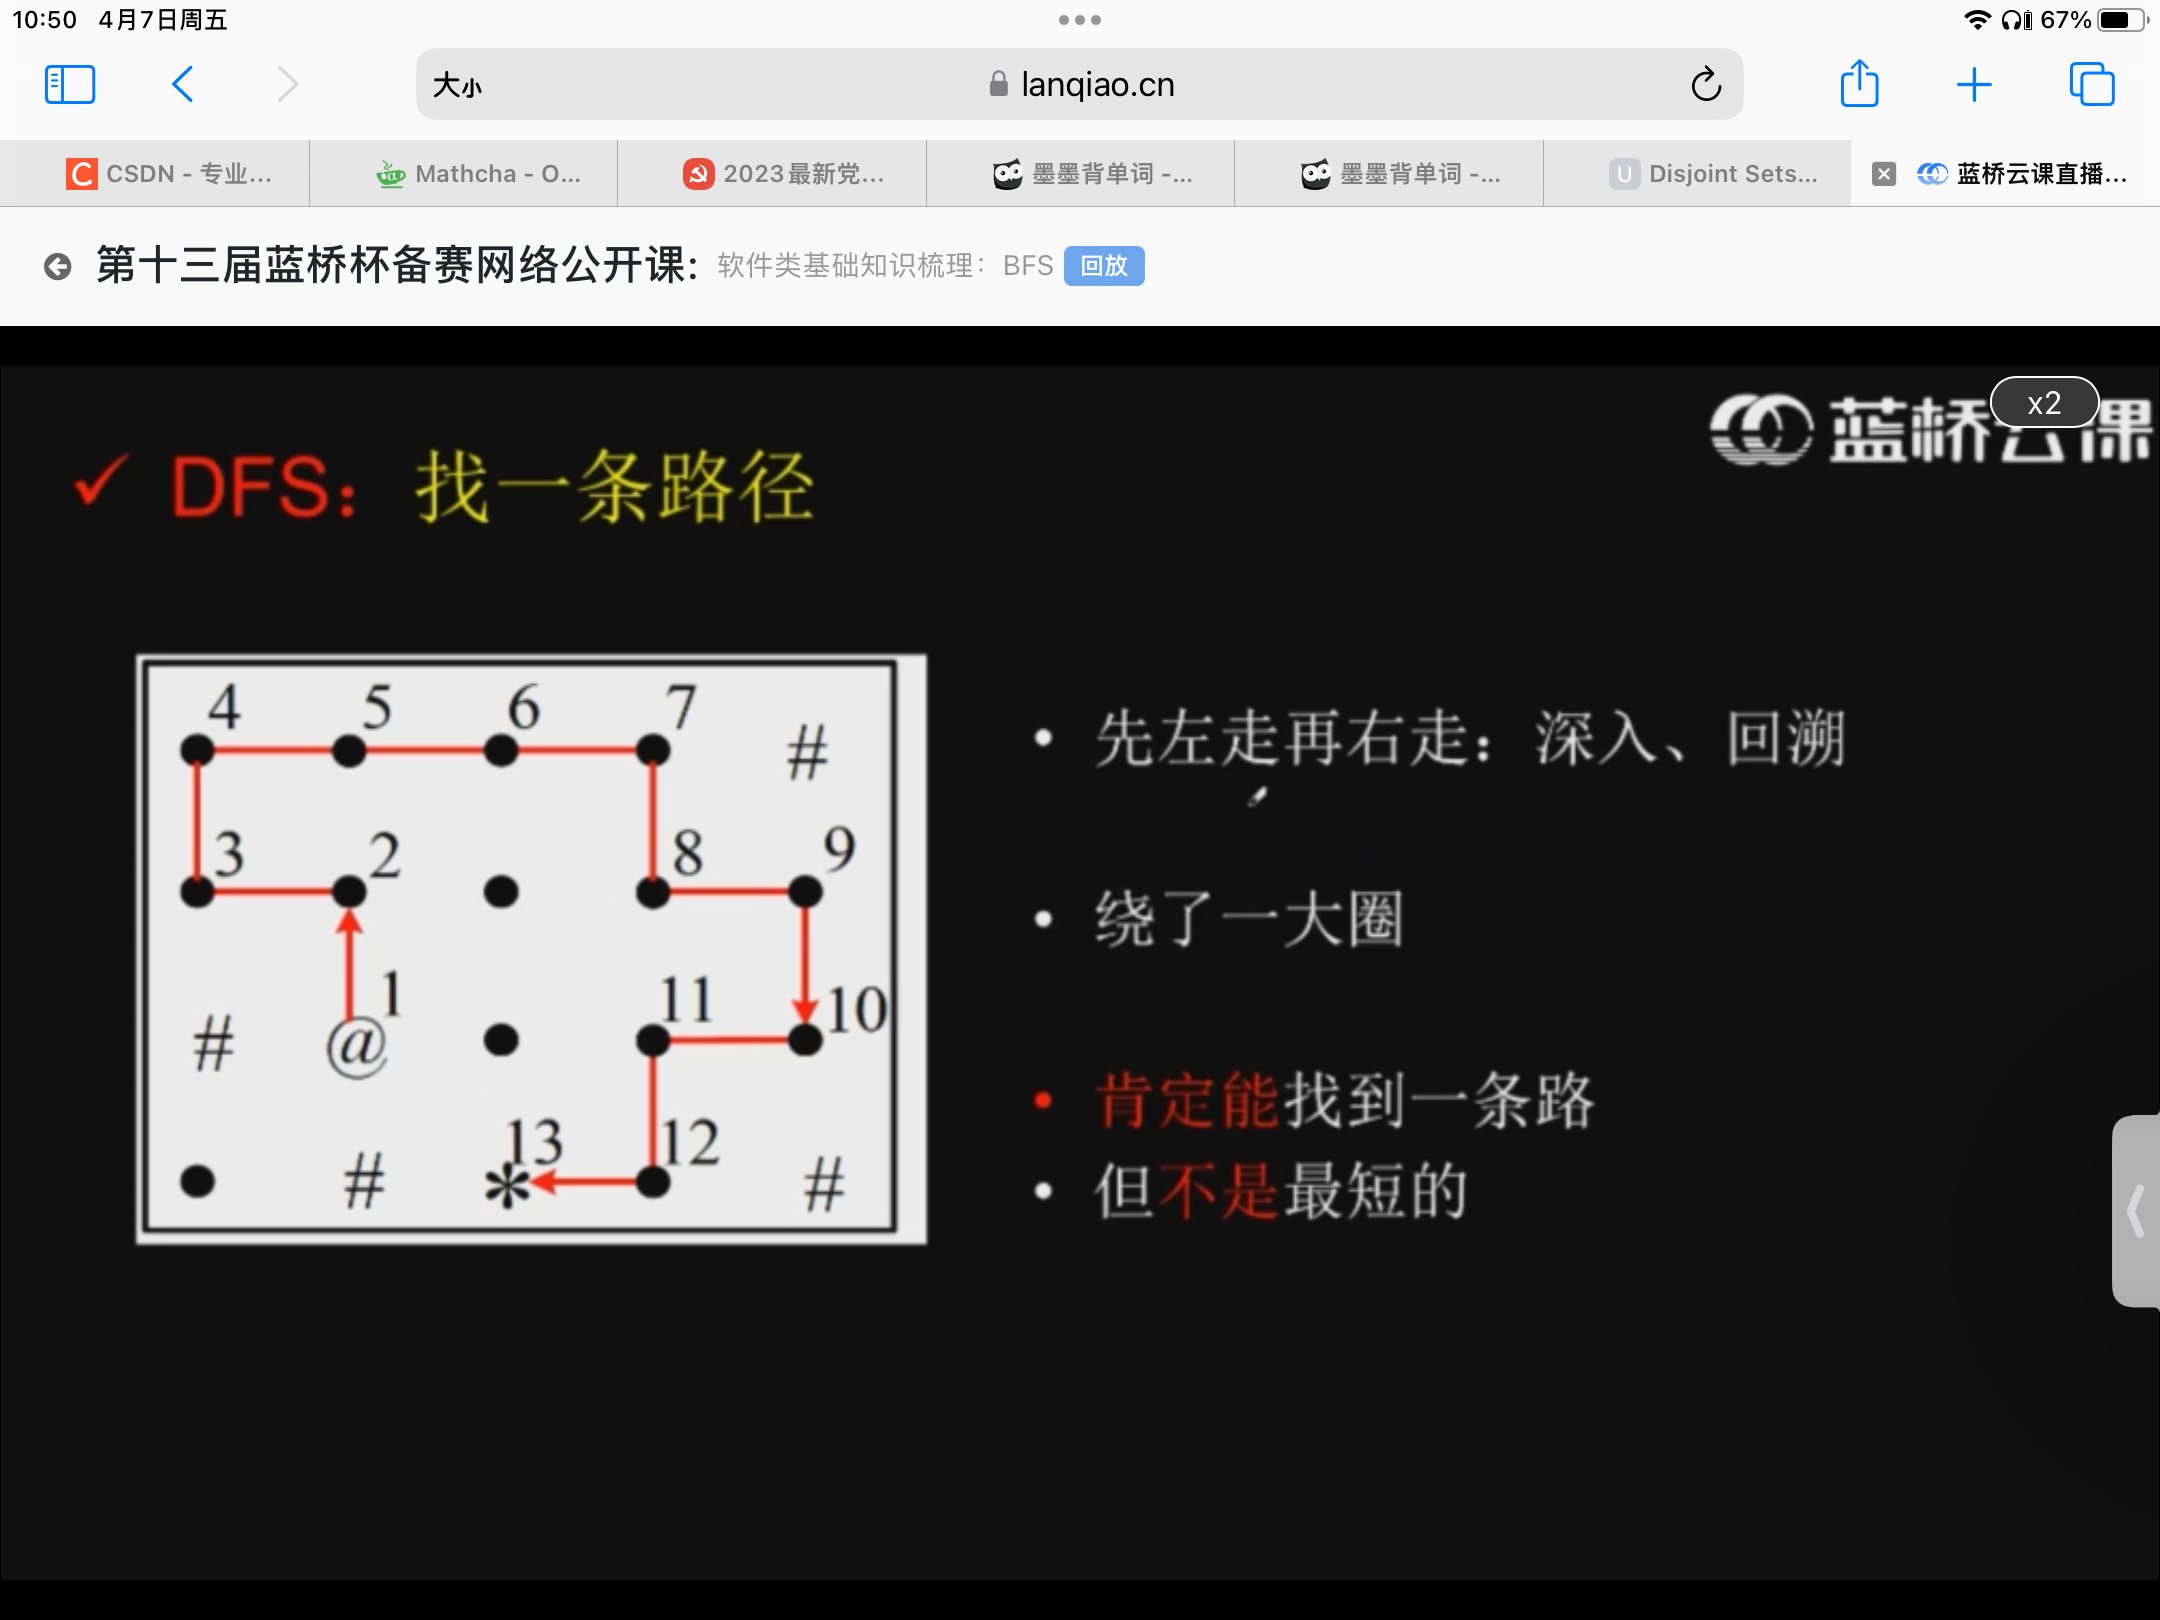 10:50 4月7日周五
67%
大小
lanqiao.cn
CSDN - 专业...
Mathcha - O...
2023最新党...
墨墨背单词 -...
墨墨背单词 -...
U Disjoint Sets...
蓝桥云课直播...
第十三届蓝桥杯备赛网络公开课: 软件类基础知识梳理：BFS 回放
x2
蓝桥云课
✓ DFS：找一条路径
4 5 6 7 #
3 2 8 9
# @ 1 11 10
# * 13 12 #
• 先左走再右走：深入、回溯
• 绕了一大圈
• 肯定能找到一条路
• 但不是最短的